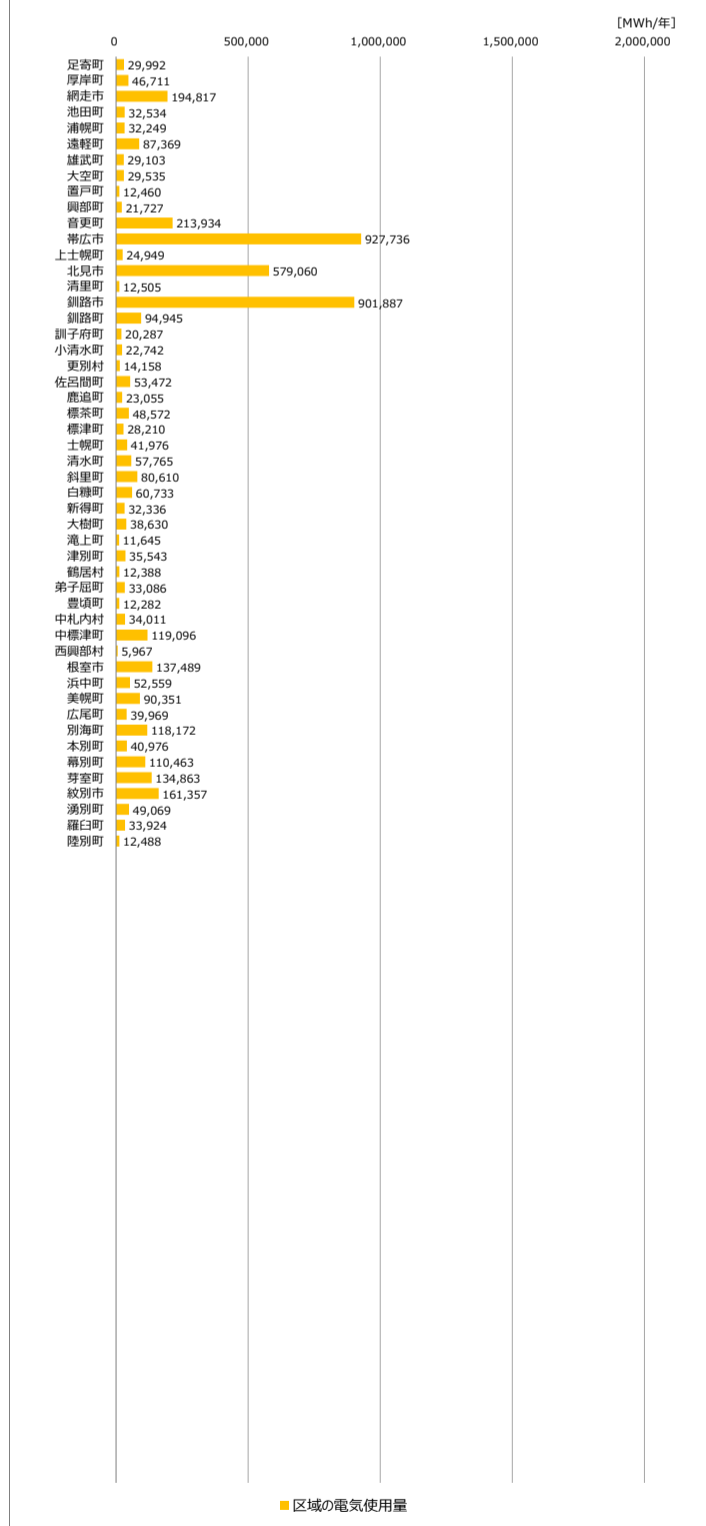 [MWh/年]
0 500,000 1,000,000 1,500,000 2,000,000
足寄町 29,992
厚岸町 46,711
網走市 194,817
池田町 32,534
浦幌町 32,249
遠軽町 87,369
雄武町 29,103
大空町 29,535
置戸町 12,460
興部町 21,727
音更町 213,934
帯広市 927,736
上士幌町 24,949
北見市 579,060
清里町 12,505
釧路市 901,887
釧路町 94,945
訓子府町 20,287
小清水町 22,742
更別村 14,158
佐呂間町 53,472
鹿追町 23,055
標茶町 48,572
標津町 28,210
士幌町 41,976
清水町 57,765
斜里町 80,610
白糠町 60,733
新得町 32,336
大樹町 38,630
滝上町 11,645
津別町 35,543
鶴居村 12,388
弟子屈町 33,086
豊頃町 12,282
中札内村 34,011
中標津町 119,096
西興部村 5,967
根室市 137,489
浜中町 52,559
美幌町 90,351
広尾町 39,969
別海町 118,172
本別町 40,976
幕別町 110,463
芽室町 134,863
紋別市 161,357
湧別町 49,069
羅臼町 33,924
陸別町 12,488
区域の電気使用量